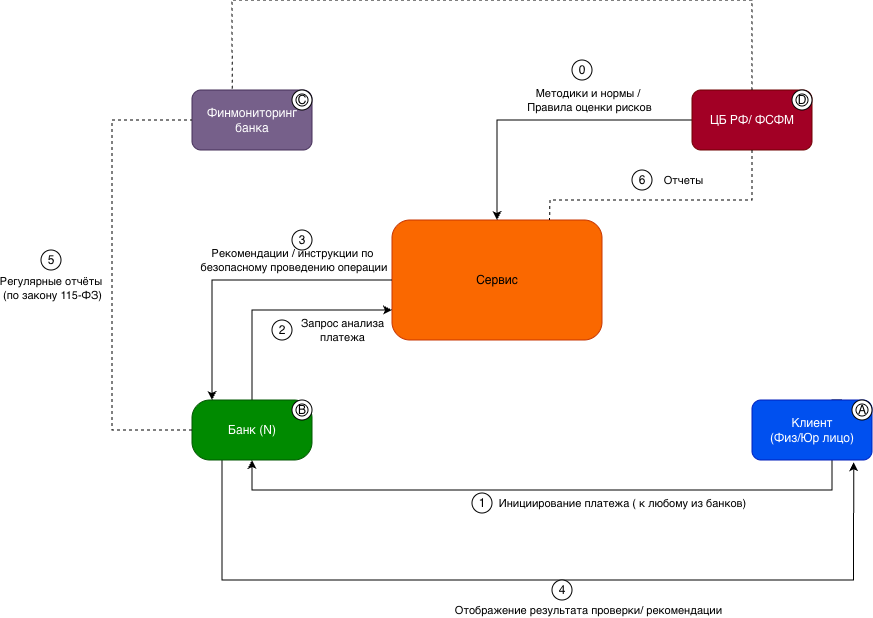 0
Методики и нормы /
Правила оценки рисков
C
Финмониторинг
банка
D
ЦБ РФ/ ФСФМ
6 Отчеты
3
Рекомендации / инструкции по
безопасному проведению операции
5
Регулярные отчёты
(по закону 115-ФЗ)
Сервис
2
Запрос анализа
платежа
B
Банк (N)
A
Клиент
(Физ/Юр лицо)
1 Инициирование платежа ( к любому из банков)
4
Отображение результата проверки/ рекомендации